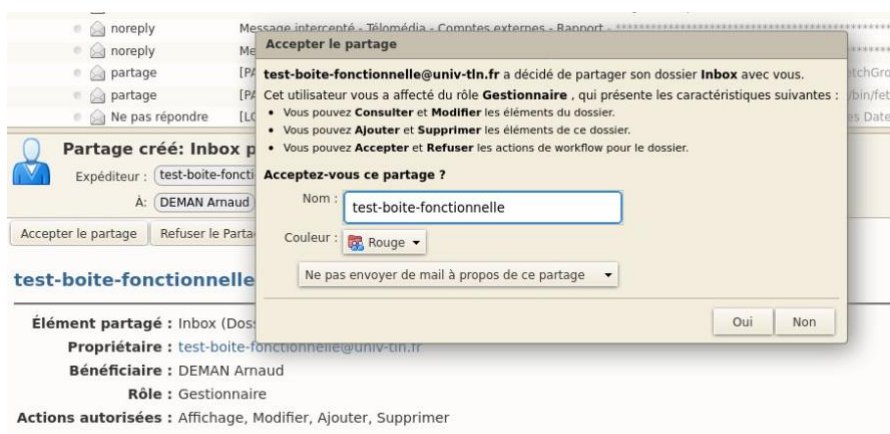 noreply Message intercepté - Télomédia - Comptes externes - Rapport - 
noreply Me
partage [PA
partage [PA
Ne pas répondre [LO
Accepter le partage
test-boite-fonctionnelle@univ-tln.fr a décidé de partager son dossier Inbox avec vous.
Cet utilisateur vous a affecté du rôle Gestionnaire , qui présente les caractéristiques suivantes :
• Vous pouvez Consulter et Modifier les éléments du dossier.
• Vous pouvez Ajouter et Supprimer les éléments de ce dossier.
• Vous pouvez Accepter et Refuser les actions de workflow pour le dossier.
Acceptez-vous ce partage ?
Nom : test-boite-fonctionnelle
Couleur : Rouge
Ne pas envoyer de mail à propos de ce partage
Oui Non
Partage créé: Inbox p
Expéditeur : test-boite-foncti
À: DEMAN Arnaud
Accepter le partage Refuser le Parta
test-boite-fonctionnelle
Élément partagé : Inbox (Dos
Propriétaire : test-boite-fonctionnelle@univ-tln.fr
Bénéficiaire : DEMAN Arnaud
Rôle : Gestionnaire
Actions autorisées : Affichage, Modifier, Ajouter, Supprimer